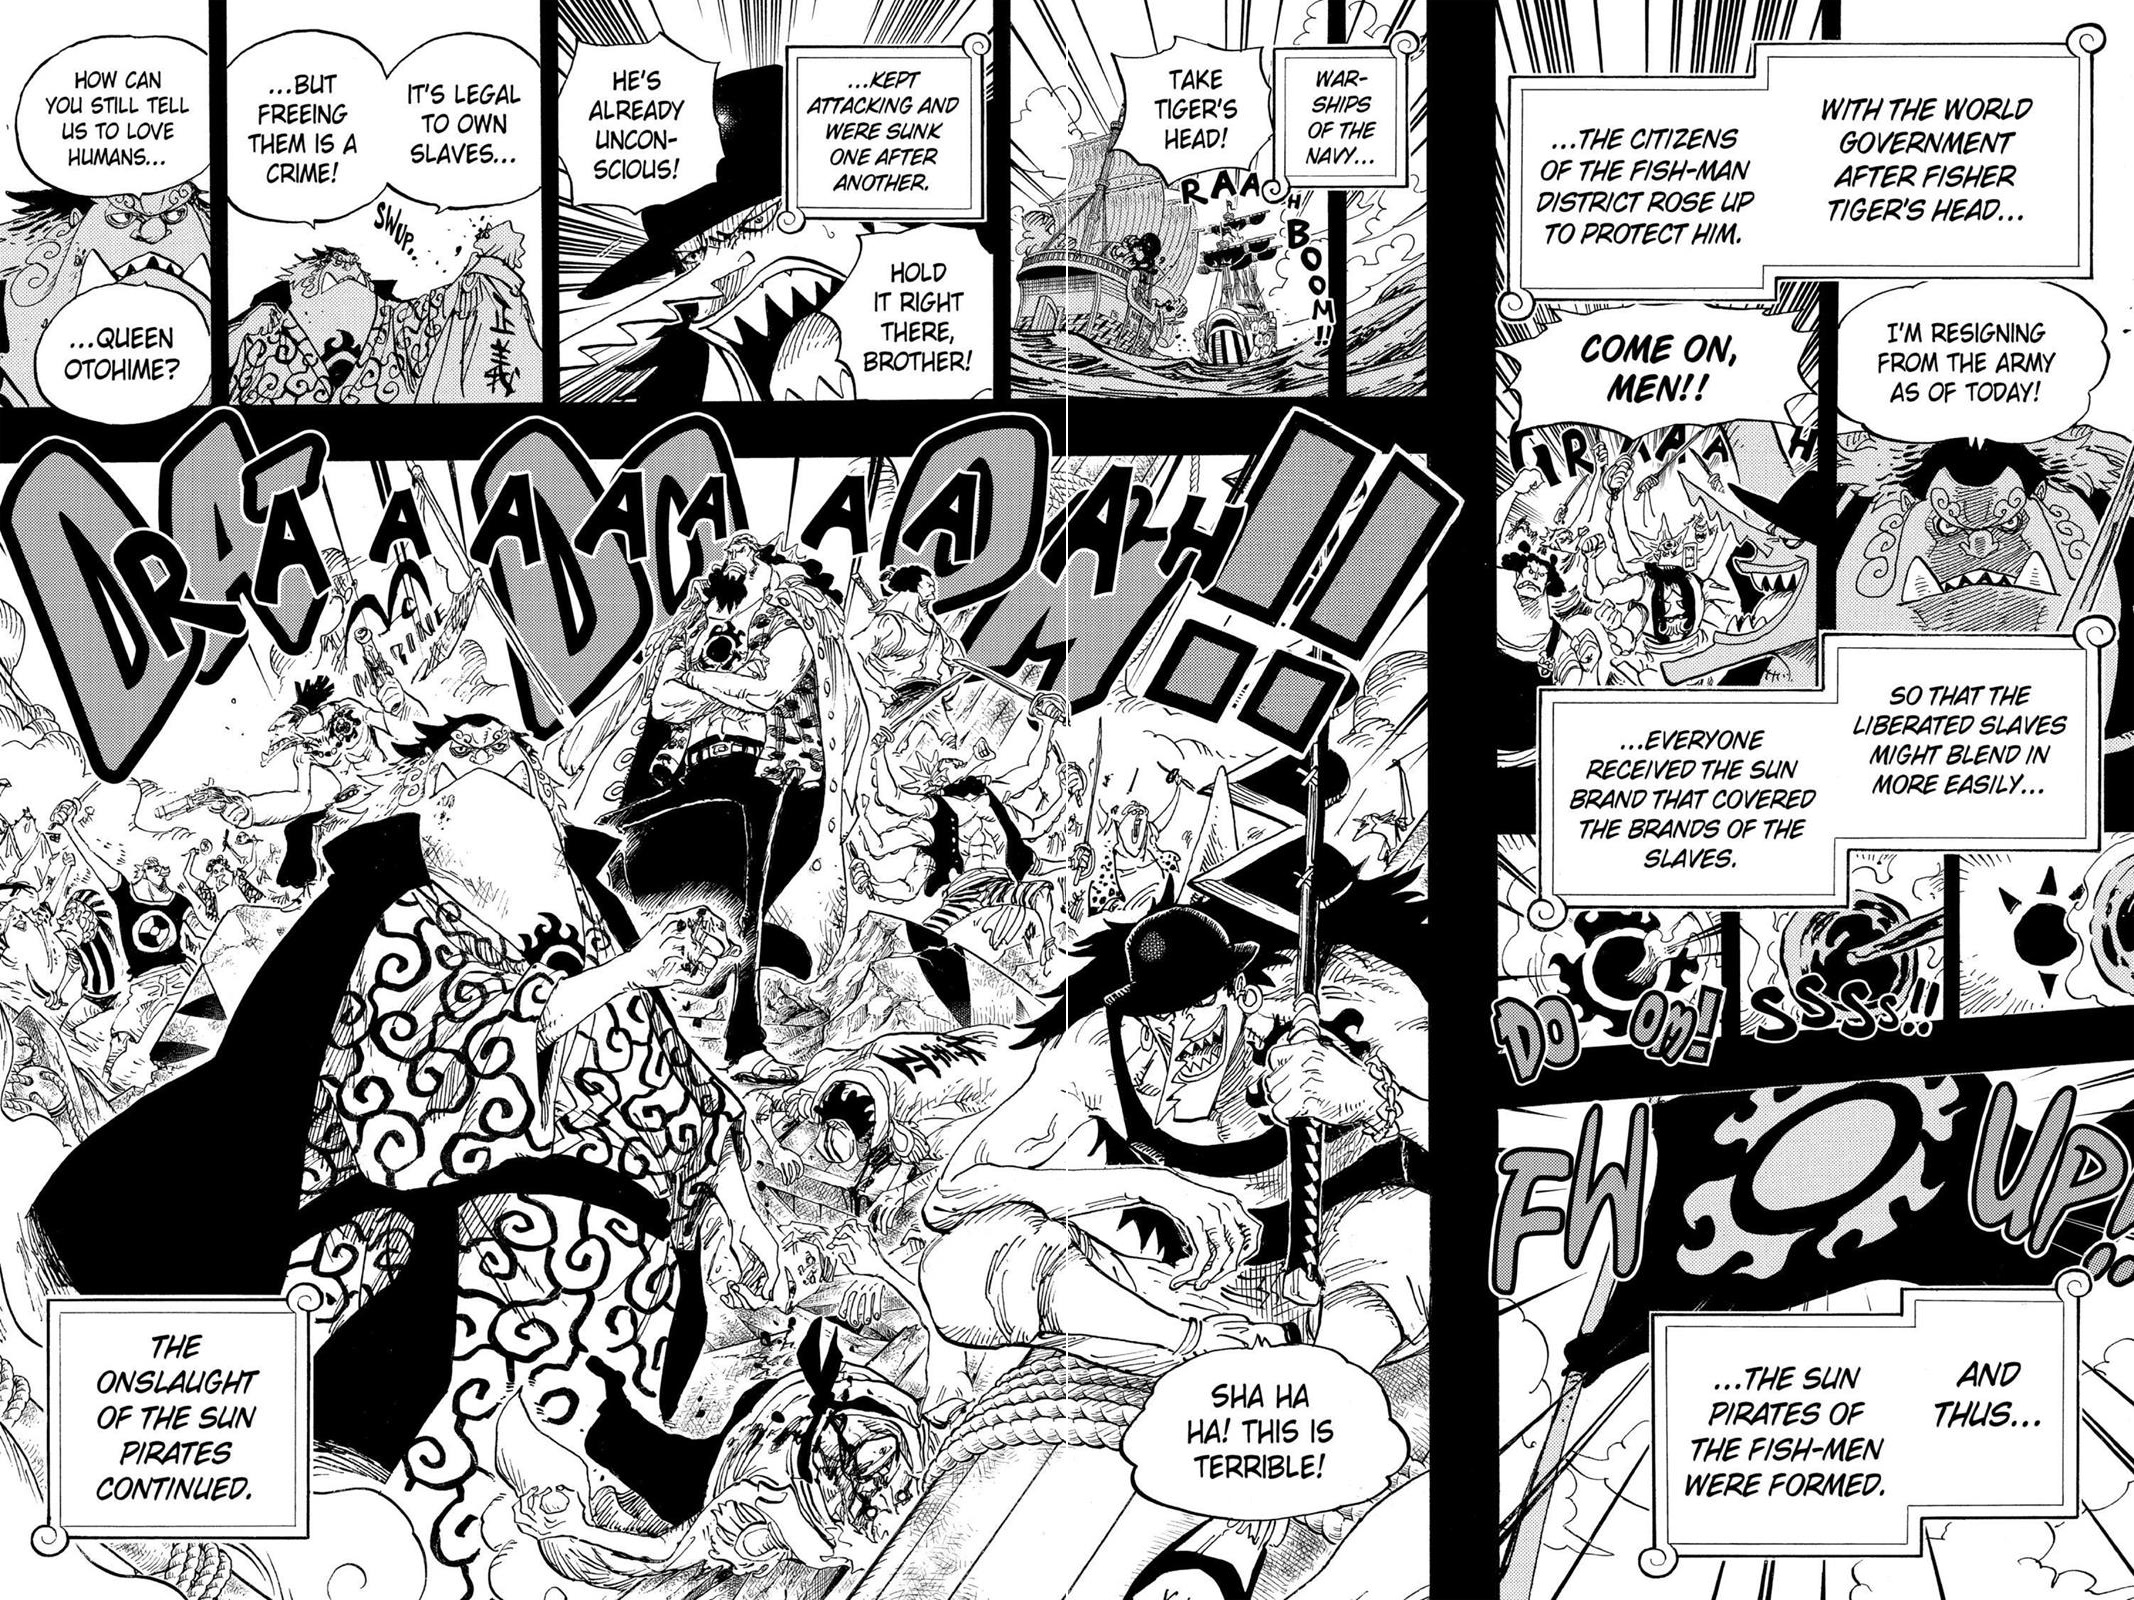 WITH THE WORLD
GOVERNMENT
AFTER FISHER
TIGER'S HEAD...
...THE CITIZENS
OF THE FISH-MAN
DISTRICT ROSE UP
TO PROTECT HIM.
I'M RESIGNING
FROM THE ARMY
AS OF TODAY!
COME ON,
MEN!!
SO THAT THE
LIBERATED SLAVES
MIGHT BLEND IN
MORE EASILY...
...EVERYONE
RECEIVED THE SUN
BRAND THAT COVERED
THE BRANDS OF THE
SLAVES.
SSSS!!
DOOM!
FWUP!!
AND
THUS...
...THE SUN
PIRATES OF
THE FISH-MEN
WERE FORMED.
WAR-
SHIPS
OF THE
NAVY...
TAKE
TIGER'S
HEAD!
RAAH
BOOM!!
...KEPT
ATTACKING AND
WERE SUNK
ONE AFTER
ANOTHER.
HE'S
ALREADY
UNCON-
SCIOUS!
HOLD
IT RIGHT
THERE,
BROTHER!
IT'S LEGAL
TO OWN
SLAVES...
...BUT
FREEING
THEM IS A
CRIME!
SWUP...
HOW CAN
YOU STILL TELL
US TO LOVE
HUMANS...
...QUEEN
OTOHIME?
SHA HA
HA! THIS IS
TERRIBLE!
THE
ONSLAUGHT
OF THE SUN
PIRATES
CONTINUED.